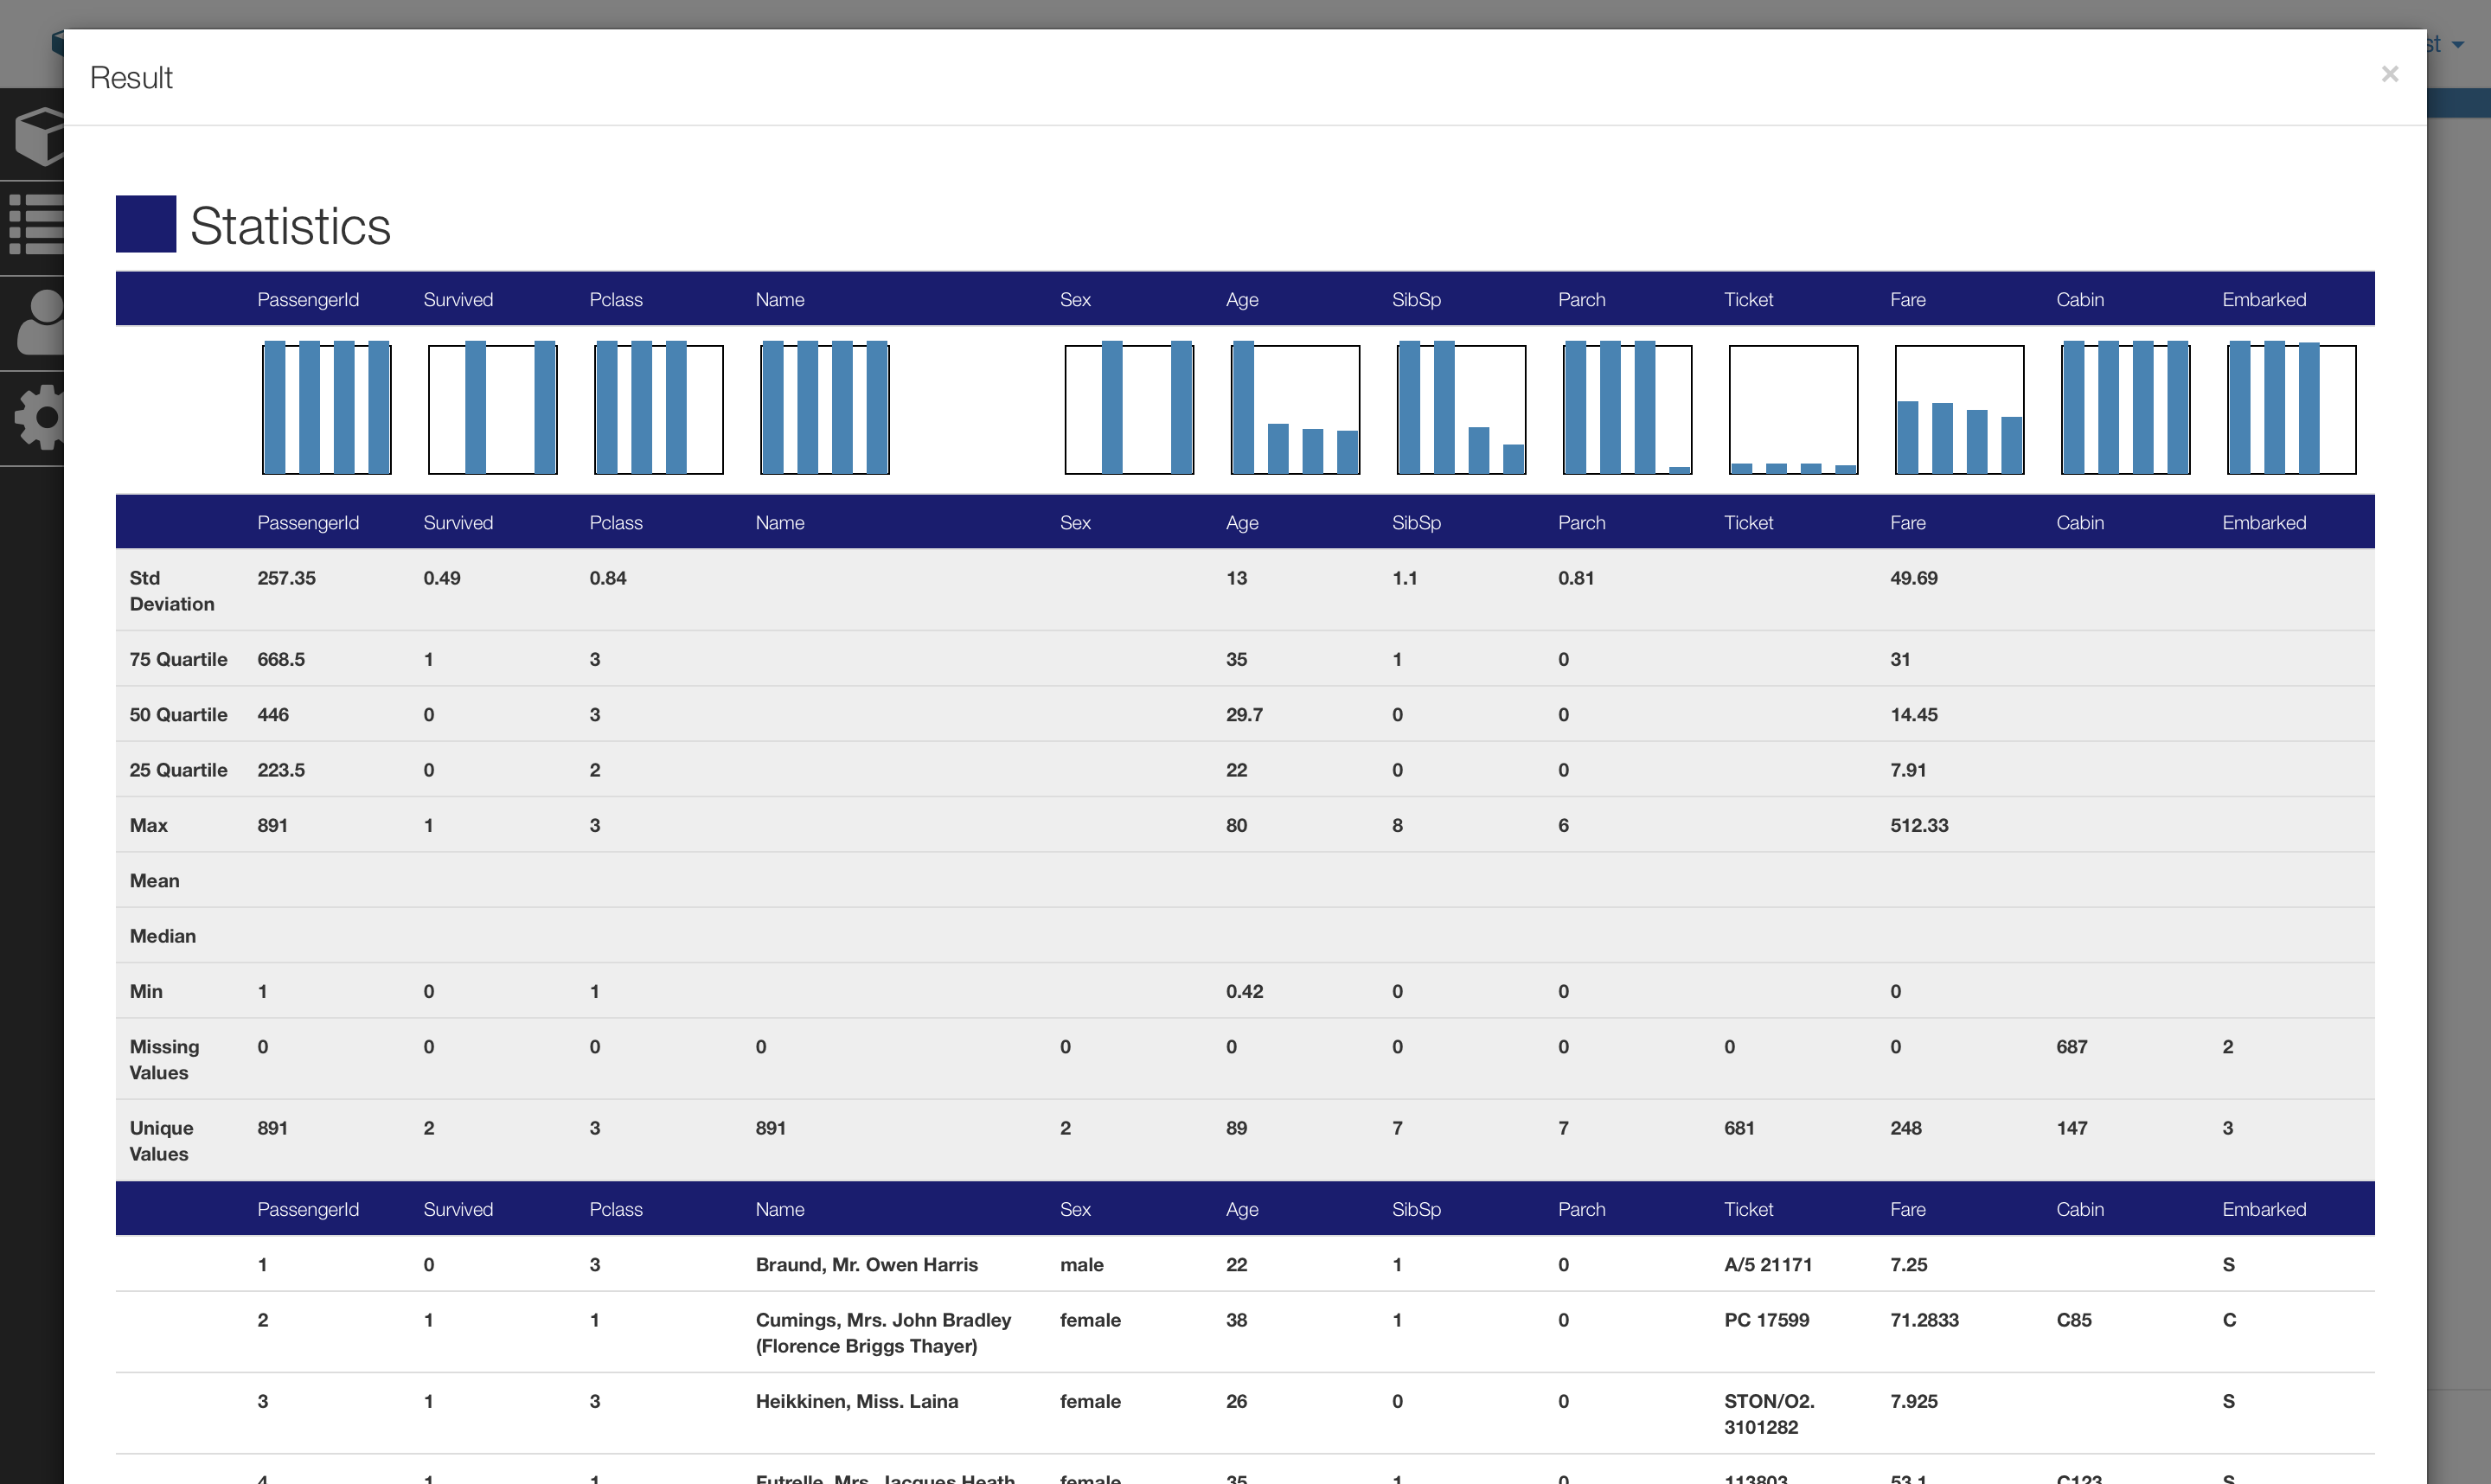 st
Result
×
Statistics
PassengerId Survived Pclass Name Sex Age SibSp Parch Ticket Fare Cabin Embarked
PassengerId Survived Pclass Name Sex Age SibSp Parch Ticket Fare Cabin Embarked
Std Deviation 257.35 0.49 0.84 13 1.1 0.81 49.69
75 Quartile 668.5 1 3 35 1 0 31
50 Quartile 446 0 3 29.7 0 0 14.45
25 Quartile 223.5 0 2 22 0 0 7.91
Max 891 1 3 80 8 6 512.33
Mean
Median
Min 1 0 1 0.42 0 0 0
Missing Values 0 0 0 0 0 0 0 0 0 0 687 2
Unique Values 891 2 3 891 2 89 7 7 681 248 147 3
PassengerId Survived Pclass Name Sex Age SibSp Parch Ticket Fare Cabin Embarked
1 0 3 Braund, Mr. Owen Harris male 22 1 0 A/5 21171 7.25 S
2 1 1 Cumings, Mrs. John Bradley (Florence Briggs Thayer) female 38 1 0 PC 17599 71.2833 C85 C
3 1 3 Heikkinen, Miss. Laina female 26 0 0 STON/O2. 3101282 7.925 S
4 1 1 Futrelle, Mrs. Jacques Heath female 35 1 0 113803 53.1 C123 S